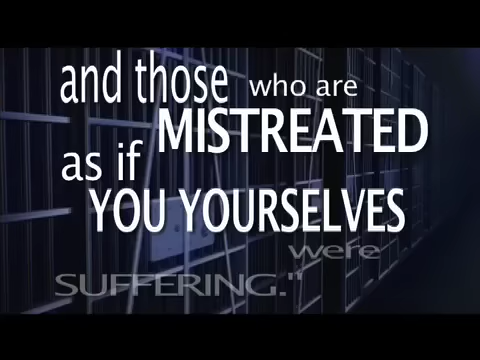 and those who are
MISTREATED
as if
YOU YOURSELVES
were
SUFFERING."